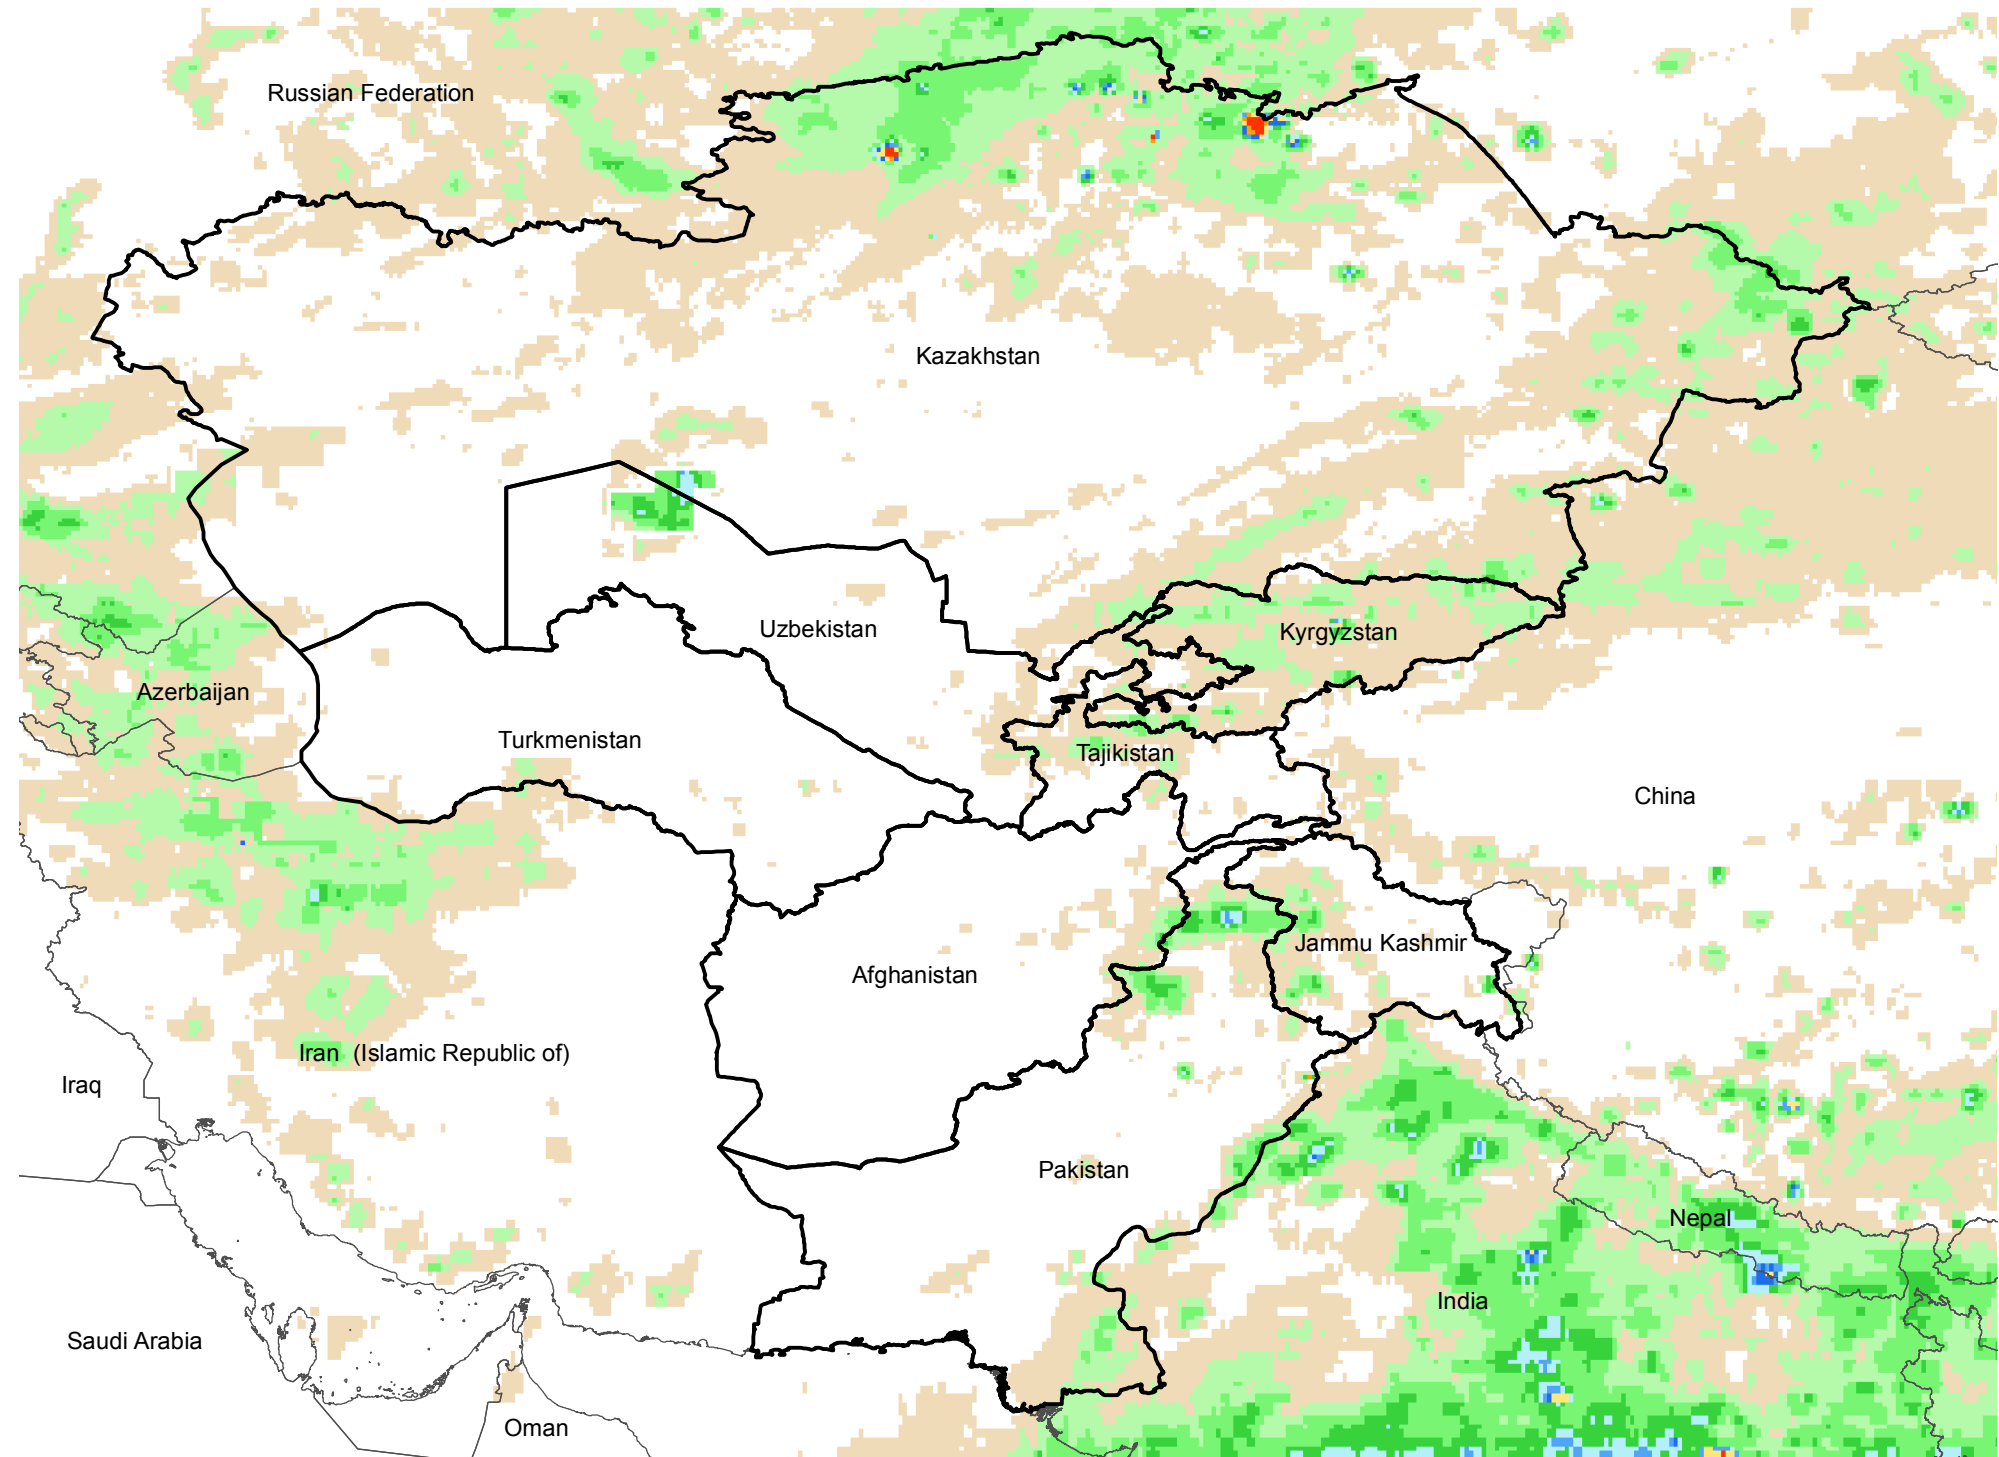 Russian Federation
Kazakhstan
Uzbekistan
Kyrgyzstan
Azerbaijan
Turkmenistan
Tajikistan
China
Jammu Kashmir
Afghanistan
Iran  (Islamic Republic of)
Iraq
Pakistan
Nepal
India
Saudi Arabia
Oman